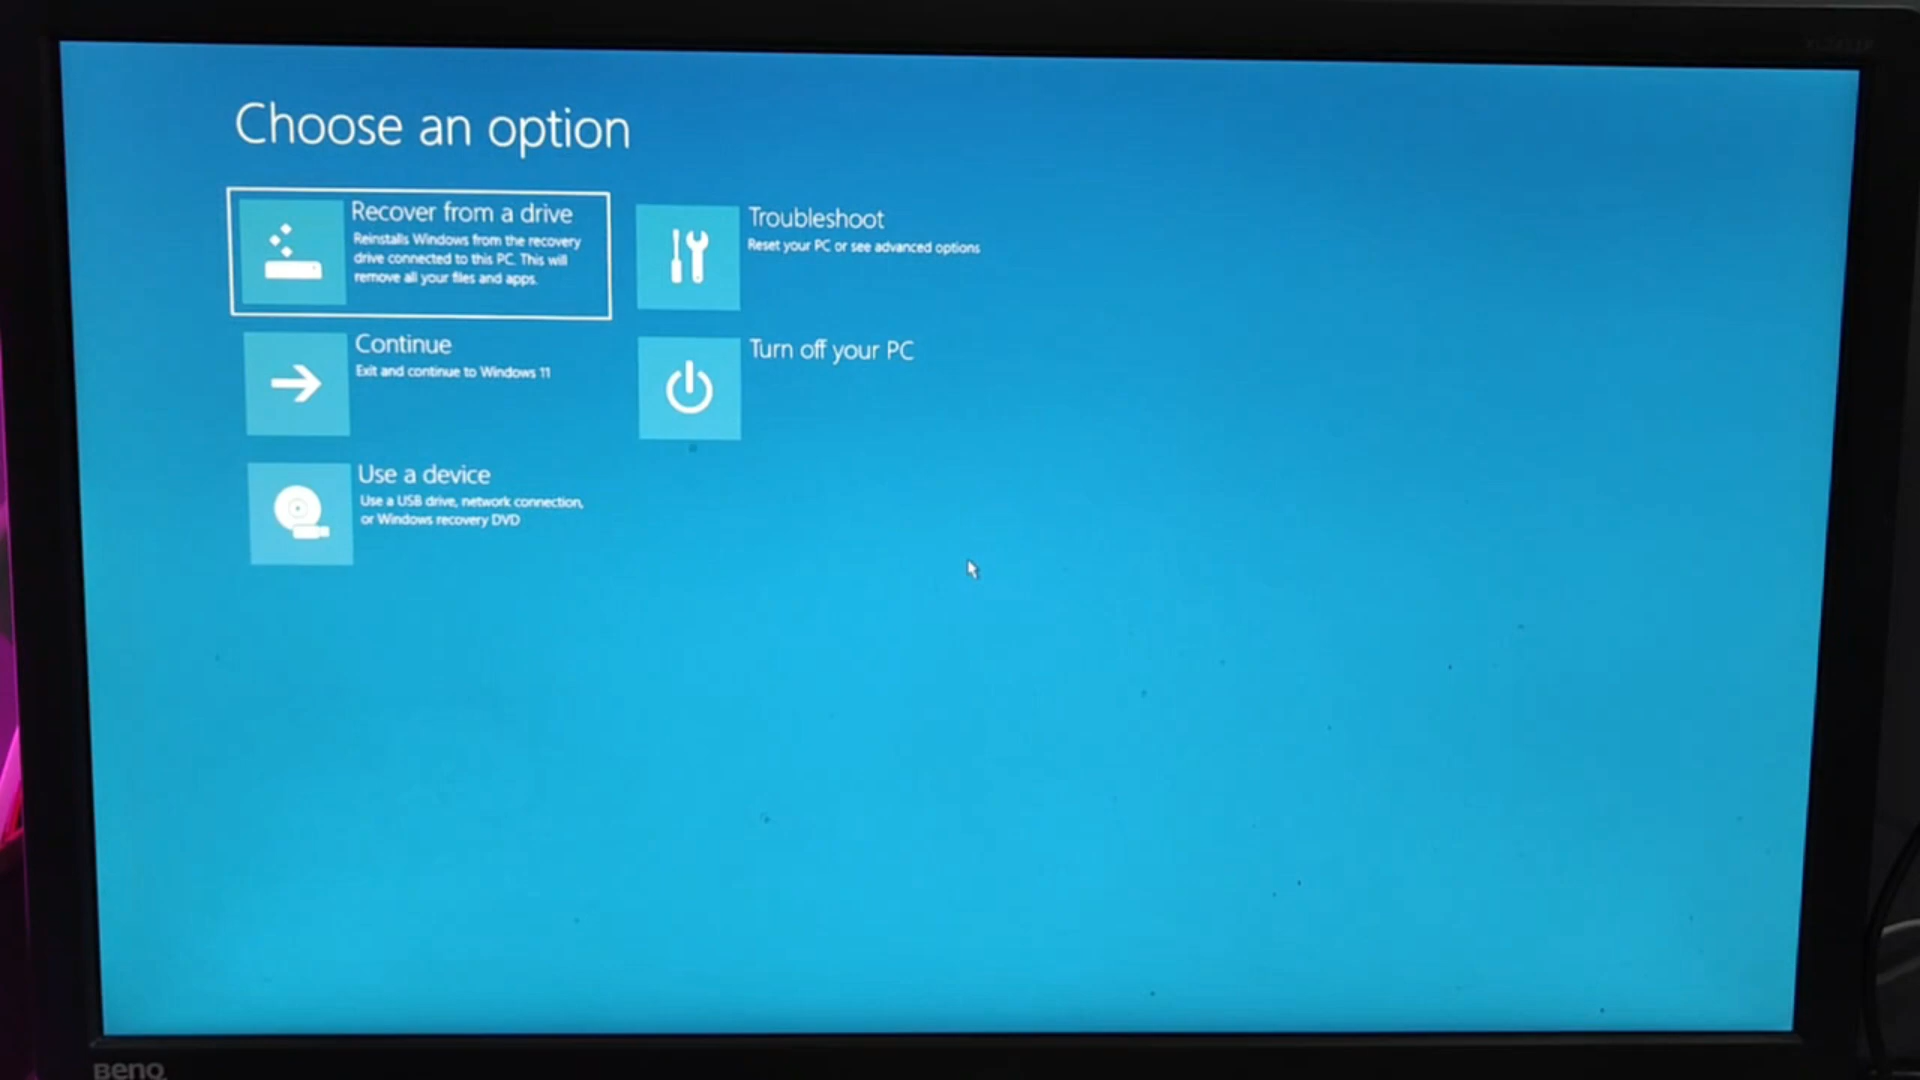 Choose an option
Recover from a drive
Reinstalls Windows from the recovery
drive connected to this PC. This will
remove all your files and apps.
Troubleshoot
Reset your PC or see advanced options
Continue
Exit and continue to Windows 11
Turn off your PC
Use a device
Use a USB drive, network connection,
or Windows recovery DVD
BenQ